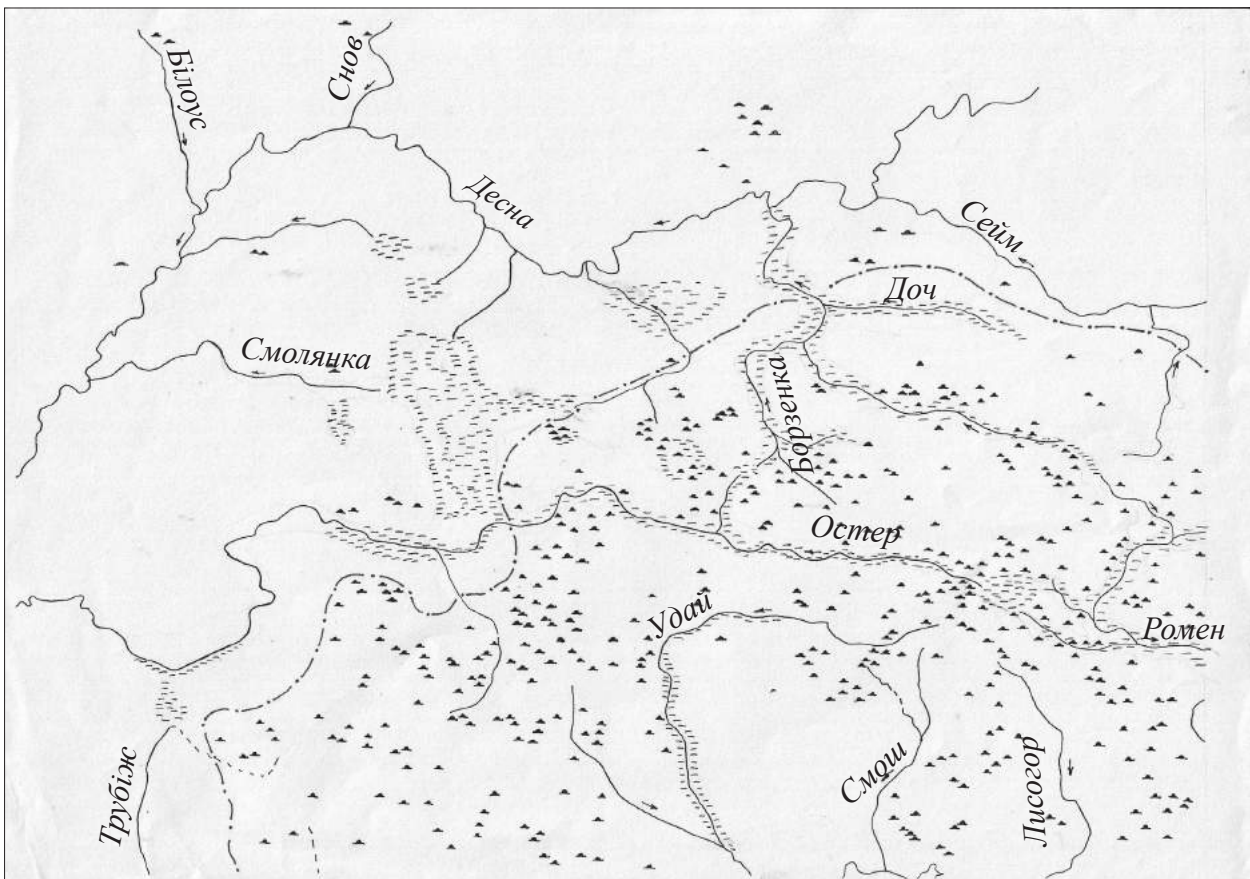 Білоус
Снов
Десна
Сейм
Доч
Смолянка
Борзенка
Остер
Удай
Ромен
Смош
Лисогор
Трубіж